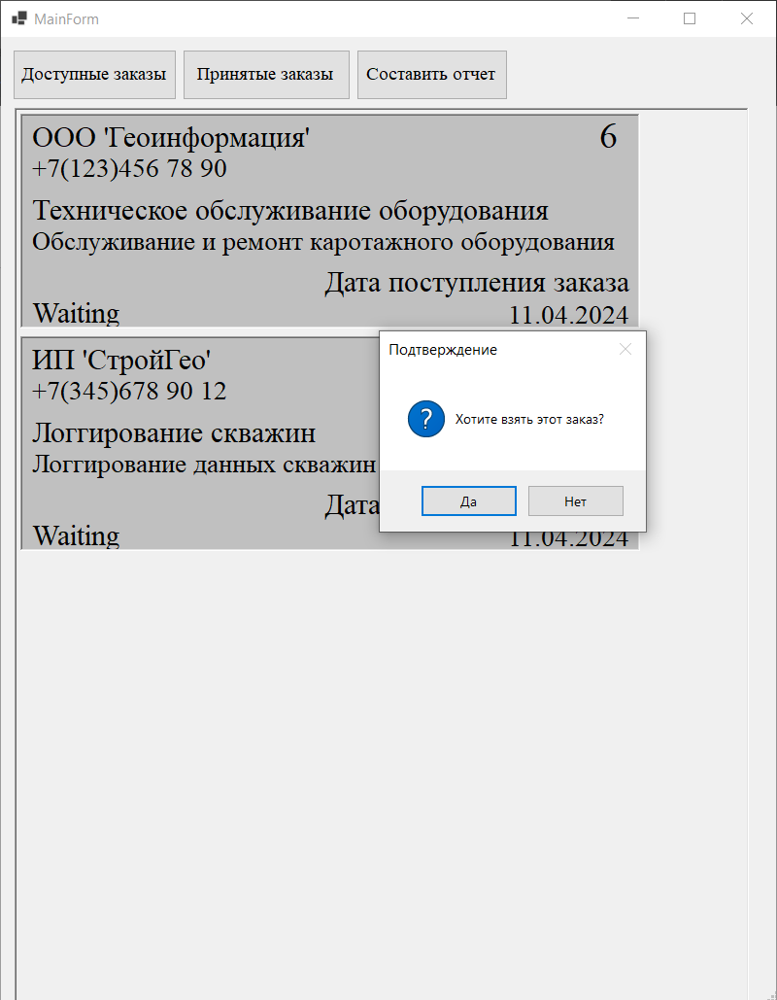 MainForm
Доступные заказы Принятые заказы Составить отчет
ООО 'Геоинформация' 6
+7(123)456 78 90
Техническое обслуживание оборудования
Обслуживание и ремонт каротажного оборудования
Дата поступления заказа
Waiting 11.04.2024
ИП 'СтройГео'
+7(345)678 90 12
Логгирование скважин
Логгирование данных скважин
Дата
Waiting 11.04.2024
Подтверждение
?
Хотите взять этот заказ?
Да Нет